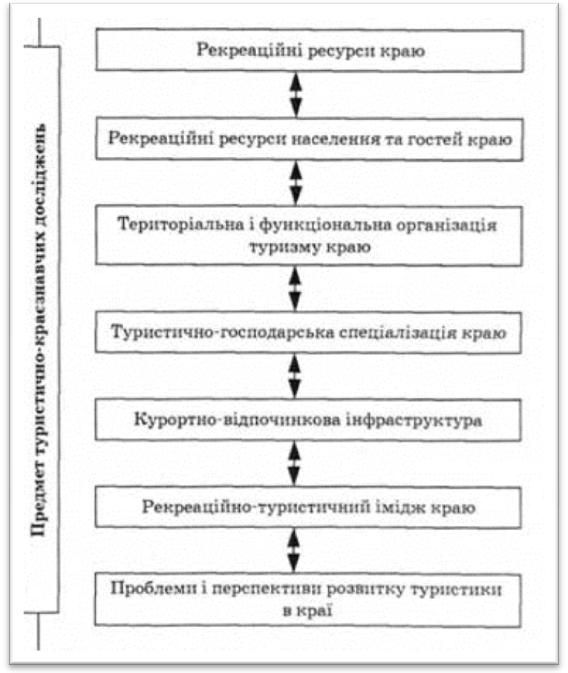 Предмет туристично-краєзнавчих досліджень
Рекреаційні ресурси краю
Рекреаційні ресурси населення та гостей краю
Територіальна і функціональна організація
туризму краю
Туристично-господарська спеціалізація краю
Курортно-відпочинкова інфраструктура
Рекреаційно-туристичний імідж краю
Проблеми і перспективи розвитку туристики
в краї